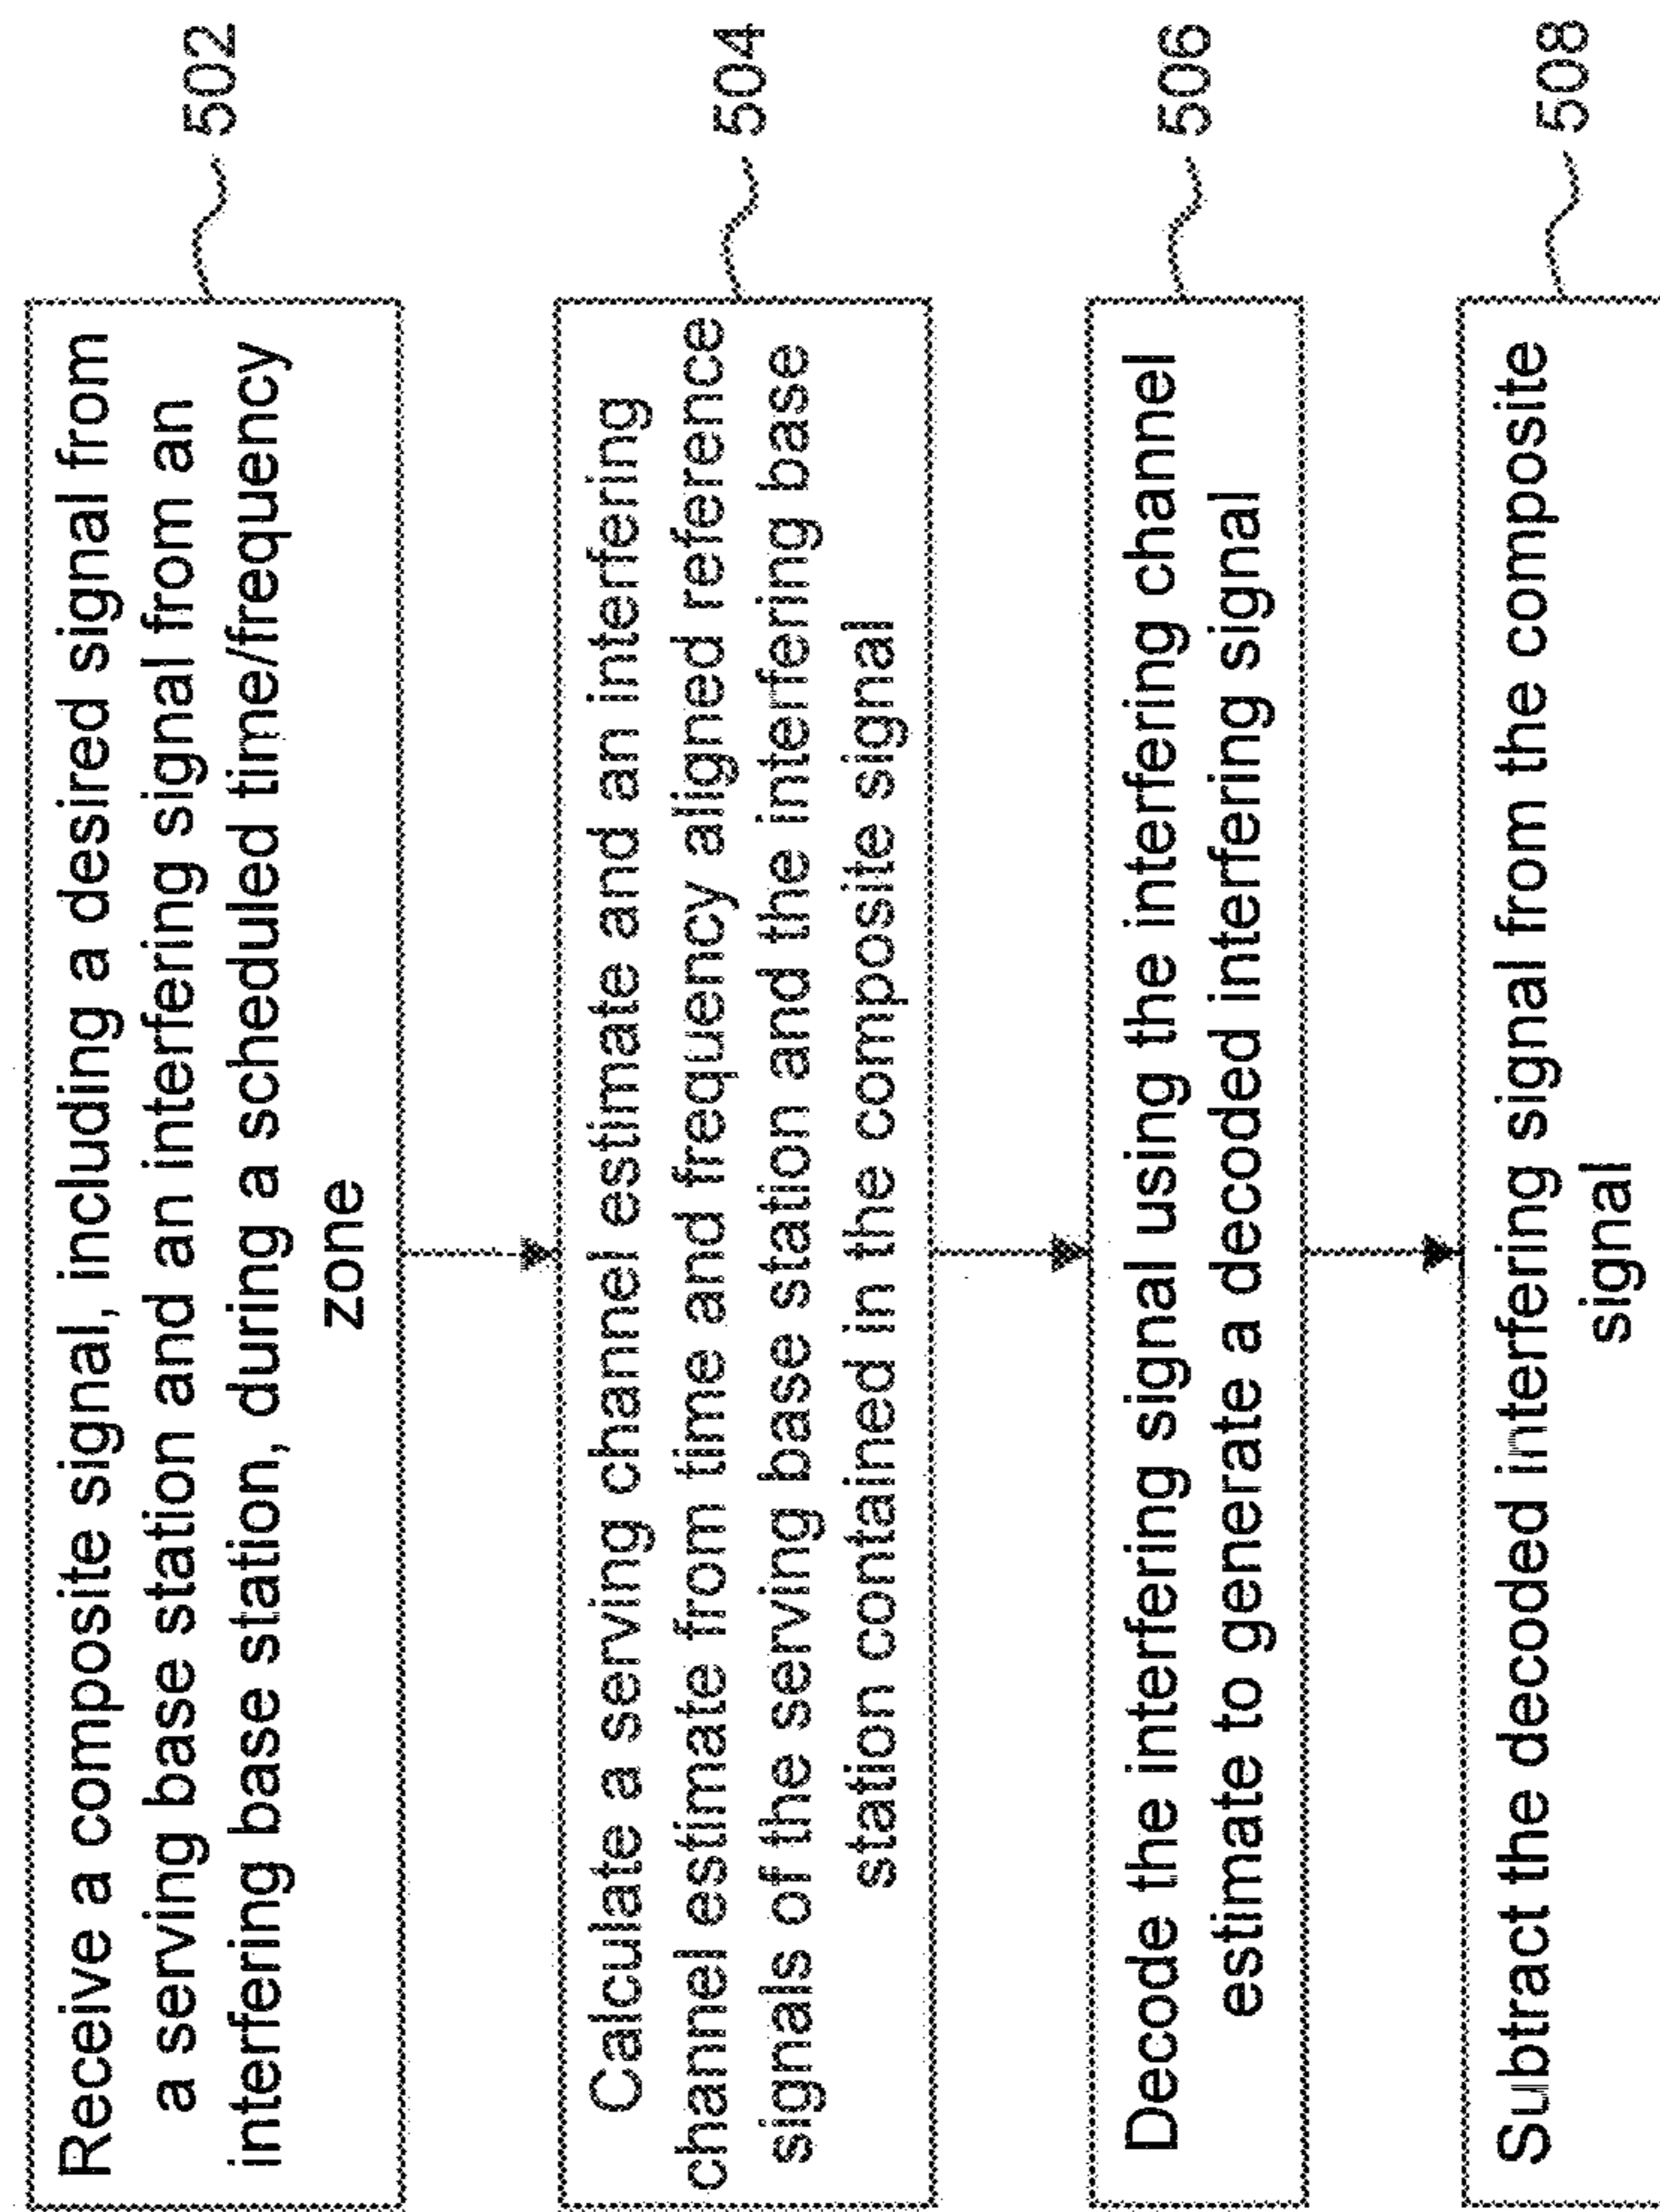 Receive a composite signal, including a desired signal from
a serving base station and an interfering signal from an
interfering base station, during a scheduled time/frequency
zone
502
Calculate a serving channel estimate and an interfering
channel estimate from time and frequency aligned reference
signals of the serving base station and the interfering base
station contained in the composite signal
504
Decode the interfering signal using the interfering channel
estimate to generate a decoded interfering signal
506
Subtract the decoded interfering signal from the composite
signal
508